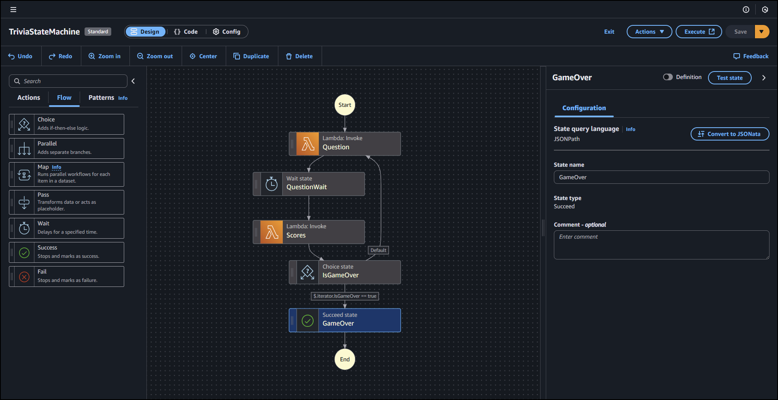 TriviaStateMachine
Standard
Design
{} Code
Config
Exit
Actions
Execute
Save
Undo
Redo
Zoom in
Zoom out
Center
Duplicate
Delete
Feedback
Search
Actions
Flow
Patterns Info
Choice
Adds if-then-else logic.
Parallel
Adds separate branches.
Map Info
Runs parallel workflows for each
item in a dataset.
Pass
Transforms data or acts as
placeholder.
Wait
Delays for a specified time.
Success
Stops and marks as success.
Fail
Stops and marks as failure.
Start
Lambda: Invoke
Question
Wait state
QuestionWait
Lambda: Invoke
Scores
Default
Choice state
IsGameOver
$.iterator.IsGameOver == true
Succeed state
GameOver
End
GameOver
Definition
Test state
Configuration
State query language Info
JSONPath
Convert to JSONata
State name
GameOver
State type
Succeed
Comment - optional
Enter comment